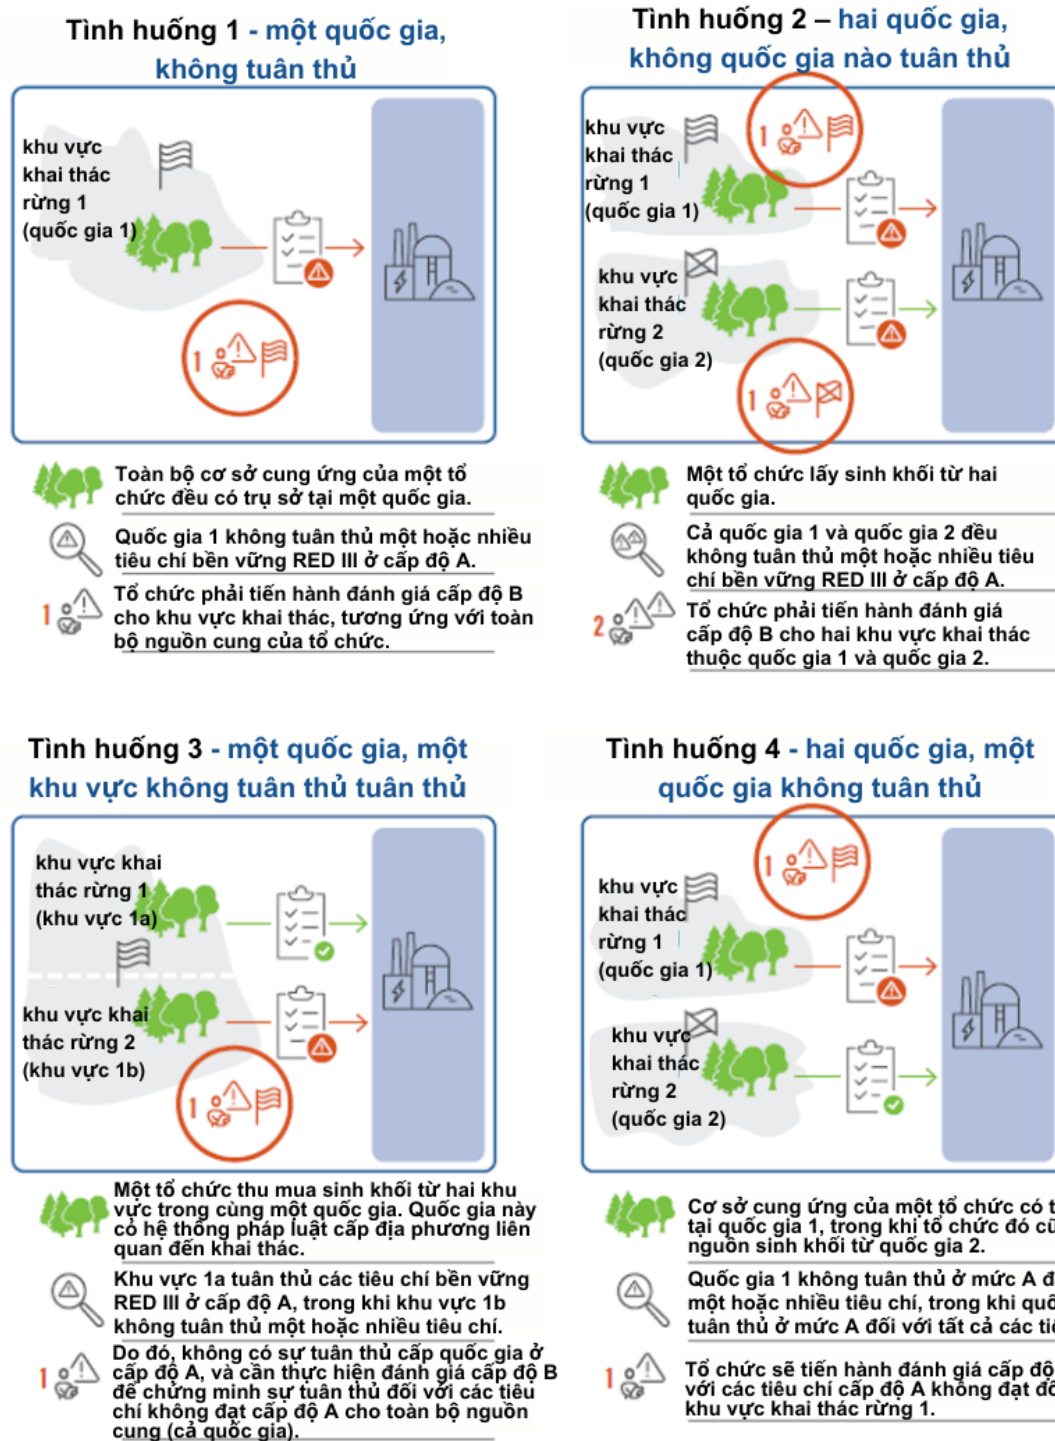 Tình huống 1 - một quốc gia,
không tuân thủ
khu vực
khai thác
rừng 1
(quốc gia 1)
1
Toàn bộ cơ sở cung ứng của một tổ
chức đều có trụ sở tại một quốc gia.
Quốc gia 1 không tuân thủ một hoặc nhiều
tiêu chí bền vững RED III ở cấp độ A.
1
Tổ chức phải tiến hành đánh giá cấp độ B
cho khu vực khai thác, tương ứng với toàn
bộ nguồn cung của tổ chức.
Tình huống 2 – hai quốc gia,
không quốc gia nào tuân thủ
khu vực
khai thác
rừng 1
(quốc gia 1)
1
khu vực
khai thác
rừng 2
(quốc gia 2)
1
Một tổ chức lấy sinh khối từ hai
quốc gia.
Cả quốc gia 1 và quốc gia 2 đều
không tuân thủ một hoặc nhiều tiêu
chí bền vững RED III ở cấp độ A.
2
Tổ chức phải tiến hành đánh giá
cấp độ B cho hai khu vực khai thác
thuộc quốc gia 1 và quốc gia 2.
Tình huống 3 - một quốc gia, một
khu vực không tuân thủ tuân thủ
khu vực khai
thác rừng 1
(khu vực 1a)
khu vực khai
thác rừng 2
(khu vực 1b)
1
Một tổ chức thu mua sinh khối từ hai khu
vực trong cùng một quốc gia. Quốc gia này
có hệ thống pháp luật cấp địa phương liên
quan đến khai thác.
Khu vực 1a tuân thủ các tiêu chí bền vững
RED III ở cấp độ A, trong khi khu vực 1b
không tuân thủ một hoặc nhiều tiêu chí.
1
Do đó, không có sự tuân thủ cấp quốc gia ở
cấp độ A, và cần thực hiện đánh giá cấp độ B
để chứng minh sự tuân thủ đối với các tiêu
chí không đạt cấp độ A cho toàn bộ nguồn
cung (cả quốc gia).
Tình huống 4 - hai quốc gia, một
quốc gia không tuân thủ
1
khu vực
khai thác
rừng 1
(quốc gia 1)
khu vực
khai thác
rừng 2
(quốc gia 2)
Cơ sở cung ứng của một tổ chức có
tại quốc gia 1, trong khi tổ chức đó
nguồn sinh khối từ quốc gia 2.
Quốc gia 1 không tuân thủ ở mức A
một hoặc nhiều tiêu chí, trong khi
tuân thủ ở mức A đối với tất cả các
1
Tổ chức sẽ tiến hành đánh giá cấp độ
với các tiêu chí cấp độ A không đạt
khu vực khai thác rừng 1.